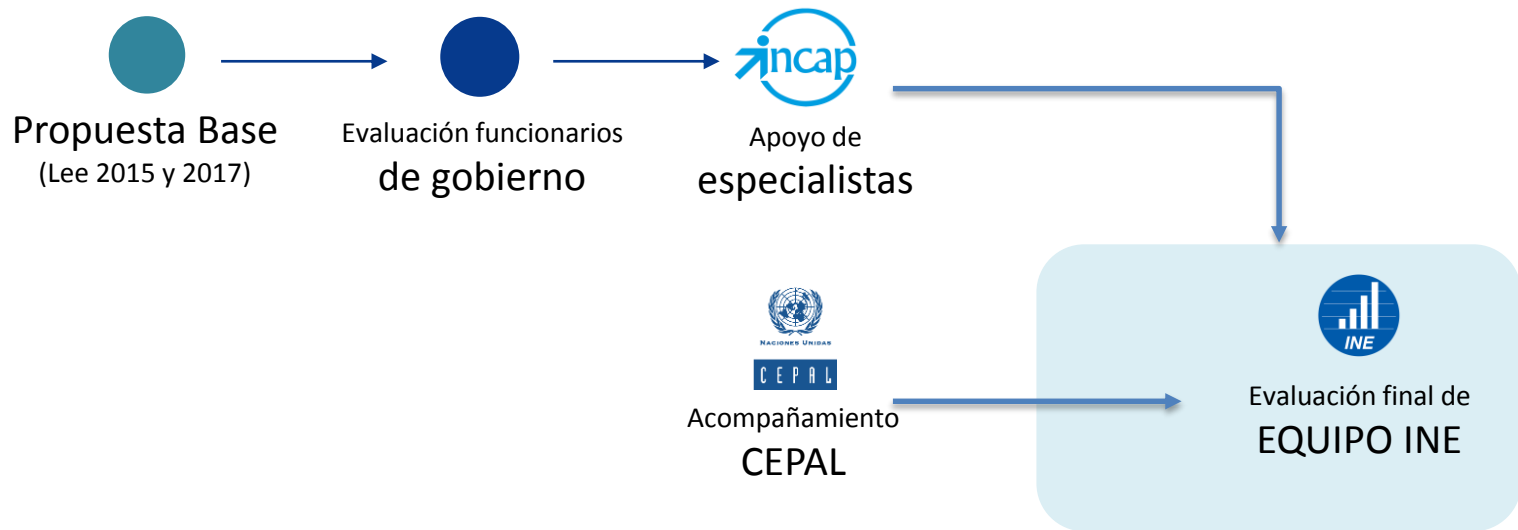 Propuesta Base
(Lee 2015 y 2017)
Evaluación funcionarios
de gobierno
incap
Apoyo de
especialistas
NACIONES UNIDAS
CEPAL
Acompañamiento
CEPAL
INE
Evaluación final de
EQUIPO INE